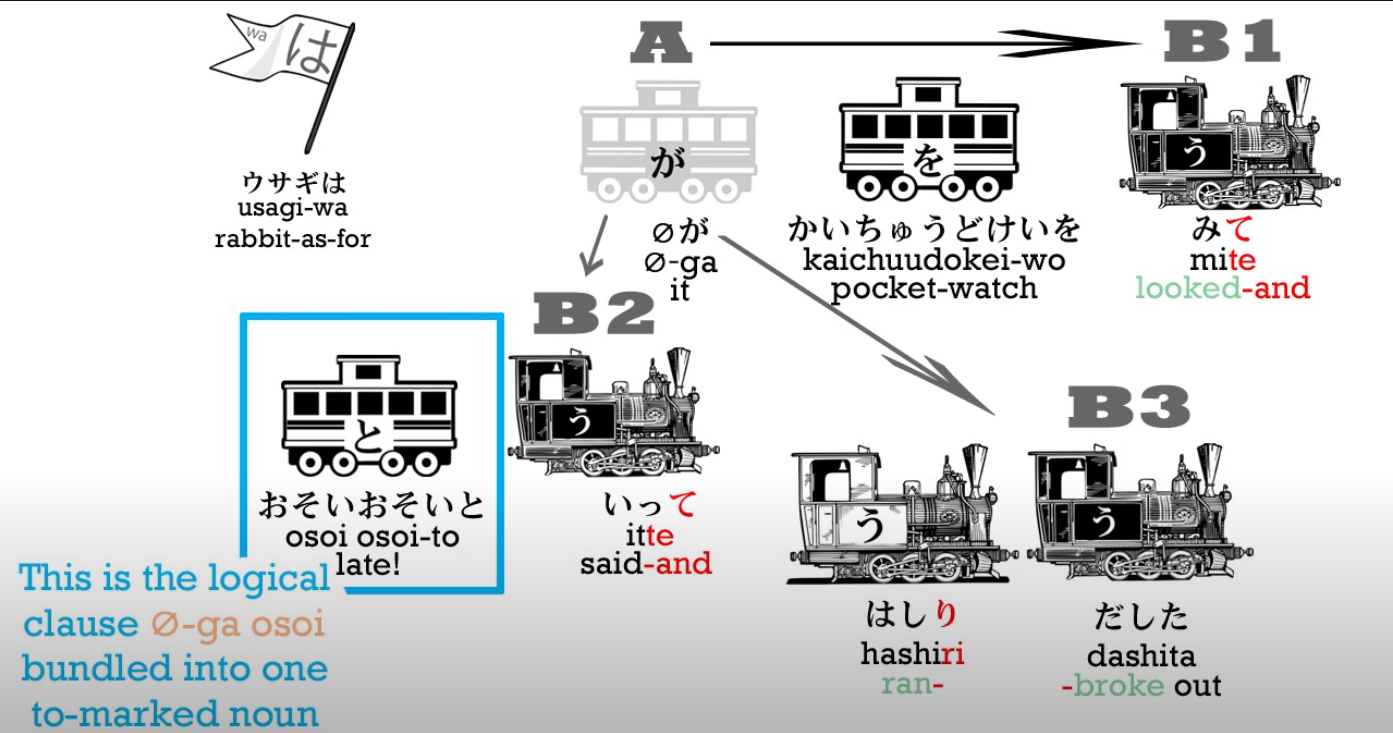 wa
は
ウサギは
usagi-wa
rabbit-as-for
A
が
∅が
∅-ga
it
を
かいちゅうどけいを
kaichuudokei-wo
pocket-watch
B1
う
みて
mite
looked-and
B2
と
おそいおそいと
osoi osoi-to
late!
う
いって
itte
said-and
B3
う
はしり
hashiri
ran-
う
だした
dashita
-broke out
This is the logical
clause ∅-ga osoi
bundled into one
to-marked noun